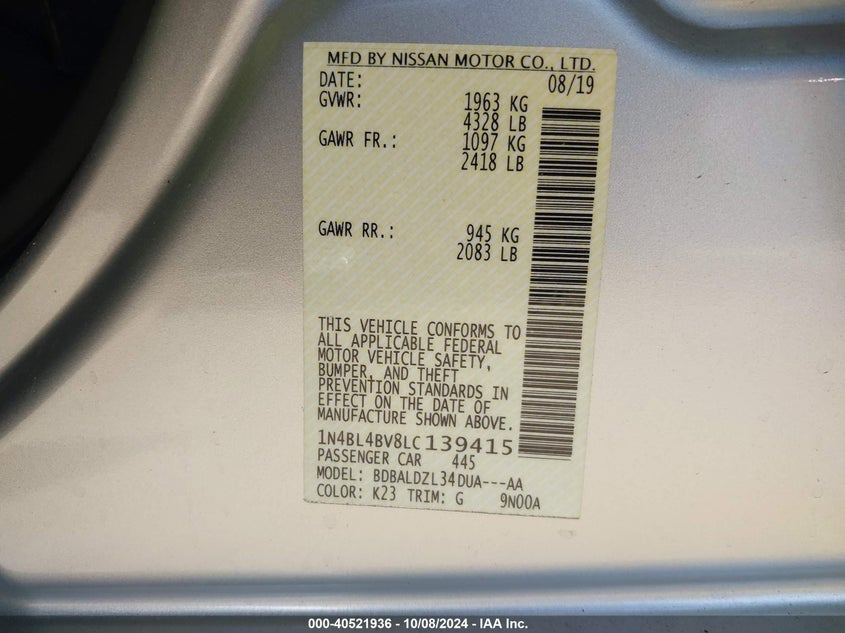 MFD BY NISSAN MOTOR CO., LTD.
DATE: 08/19
GVWR: 1963 KG
4328 LB
GAWR FR.: 1097 KG
2418 LB
GAWR RR.: 945 KG
2083 LB
THIS VEHICLE CONFORMS TO
ALL APPLICABLE FEDERAL
MOTOR VEHICLE SAFETY,
BUMPER, AND THEFT
PREVENTION STANDARDS IN
EFFECT ON THE DATE OF
MANUFACTURE SHOWN ABOVE.
1N4BL4BV8LC139415
PASSENGER CAR 445
MODEL: BDBALDZL34DUA---AA
COLOR: K23 TRIM: G 9N00A
000-40521936 - 10/08/2024 - IAA Inc.